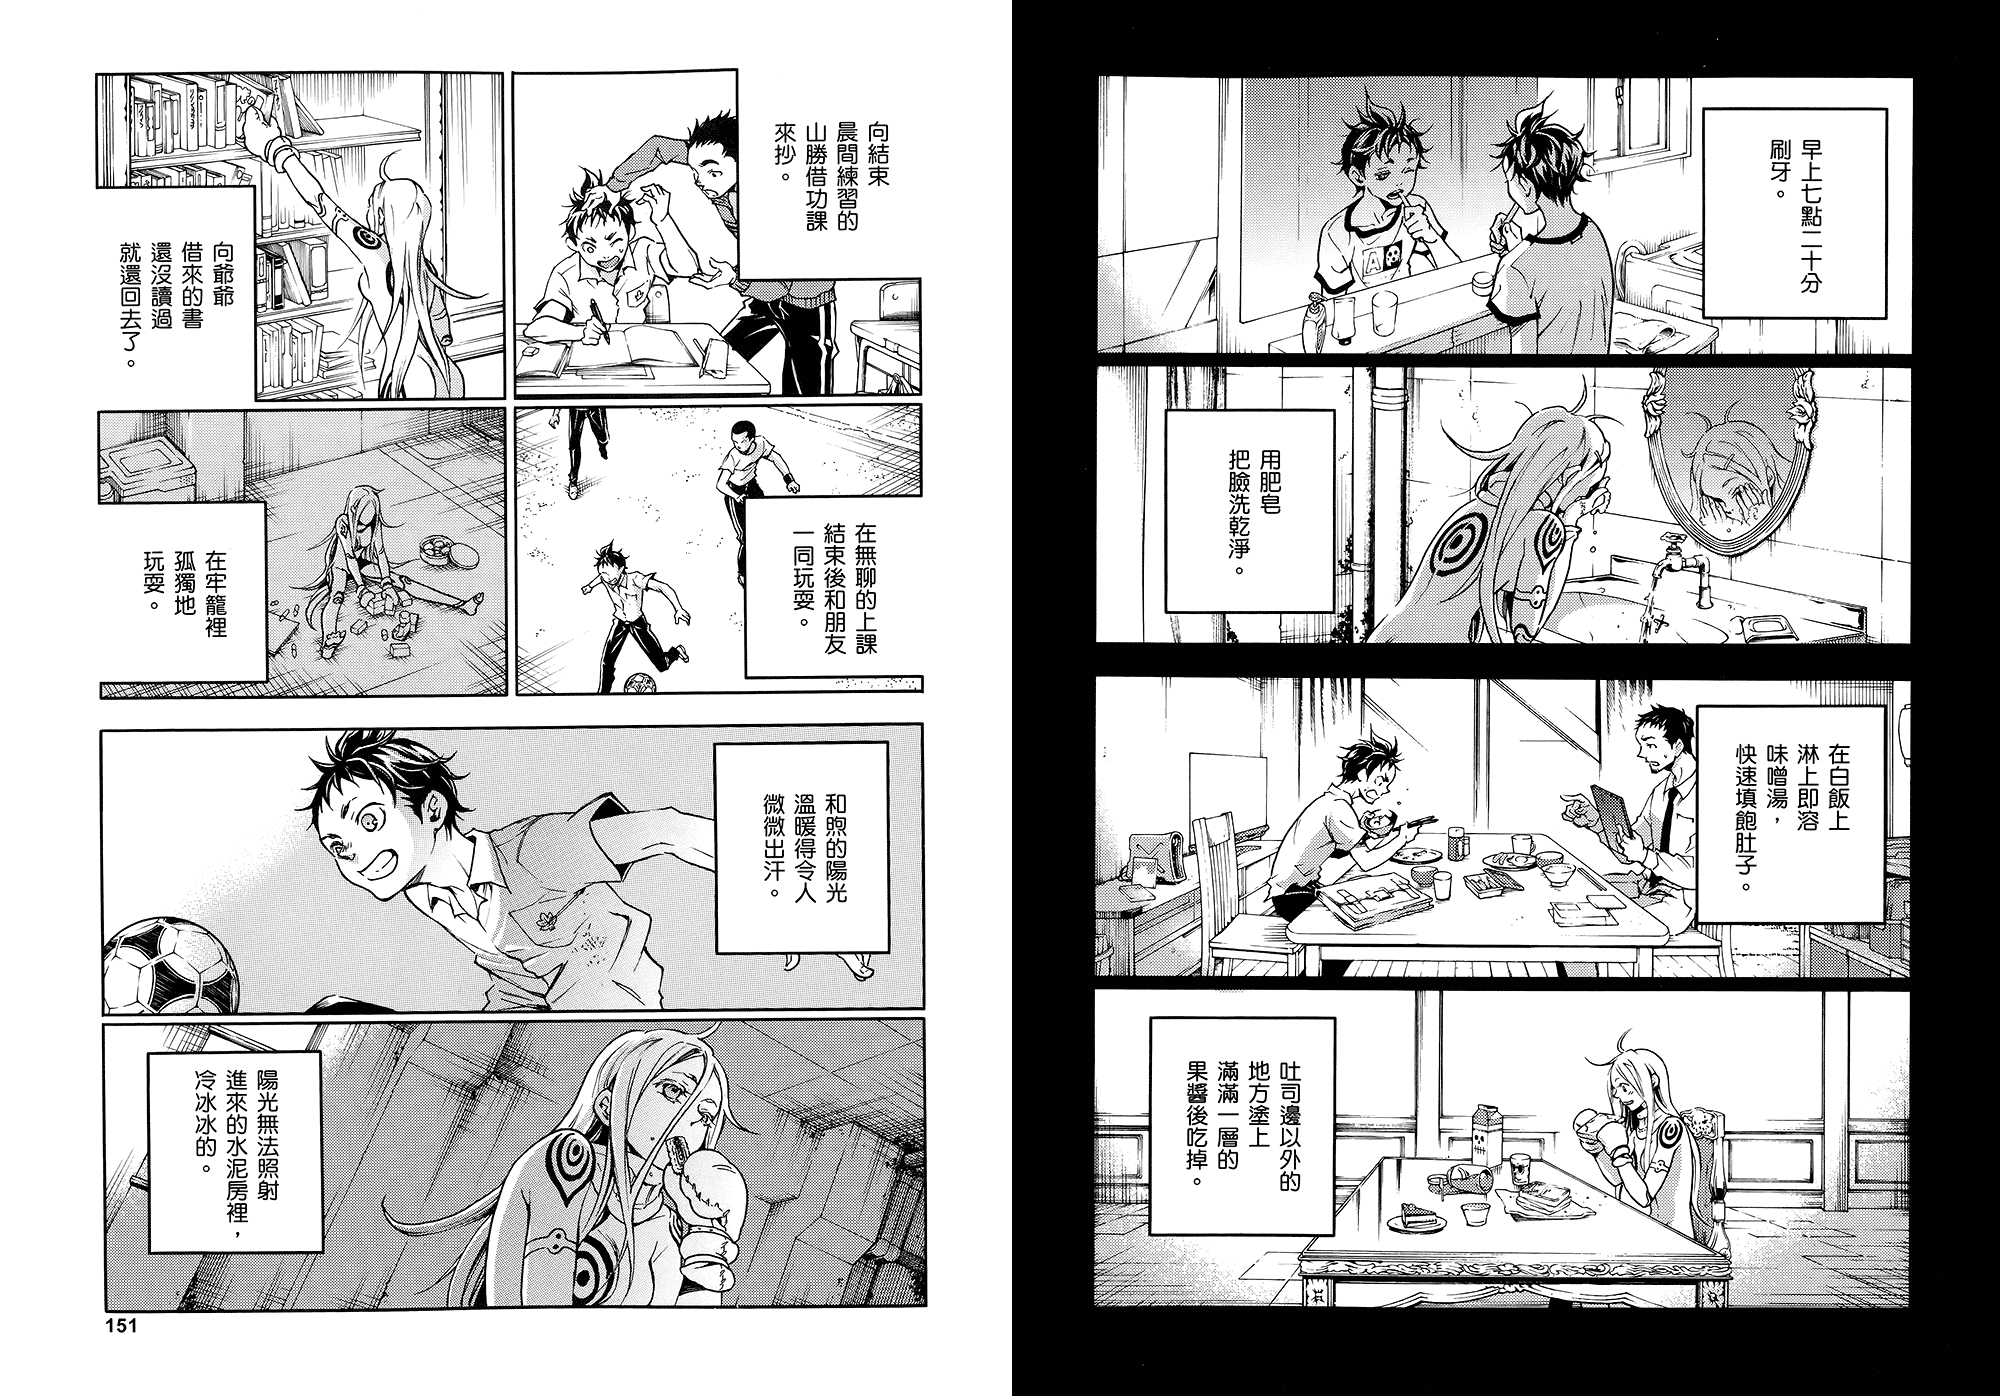 早上七點二十分
刷牙。
用肥皂
把臉洗乾淨。
在白飯上
淋上即溶
味噌湯，
快速填飽肚子。
吐司邊以外的
地方塗上
滿滿一層的
果醬後吃掉。
向結束
晨間練習的
山勝借功課
來抄。
向爺爺
借來的書
還沒讀過
就還回去了。
在無聊的上課
結束後和朋友
一同玩耍。
在牢籠裡
孤獨地
玩耍。
和煦的陽光
溫暖得令人
微微出汗。
陽光無法照射
進來的水泥房裡，
冷冰冰的。
151
A